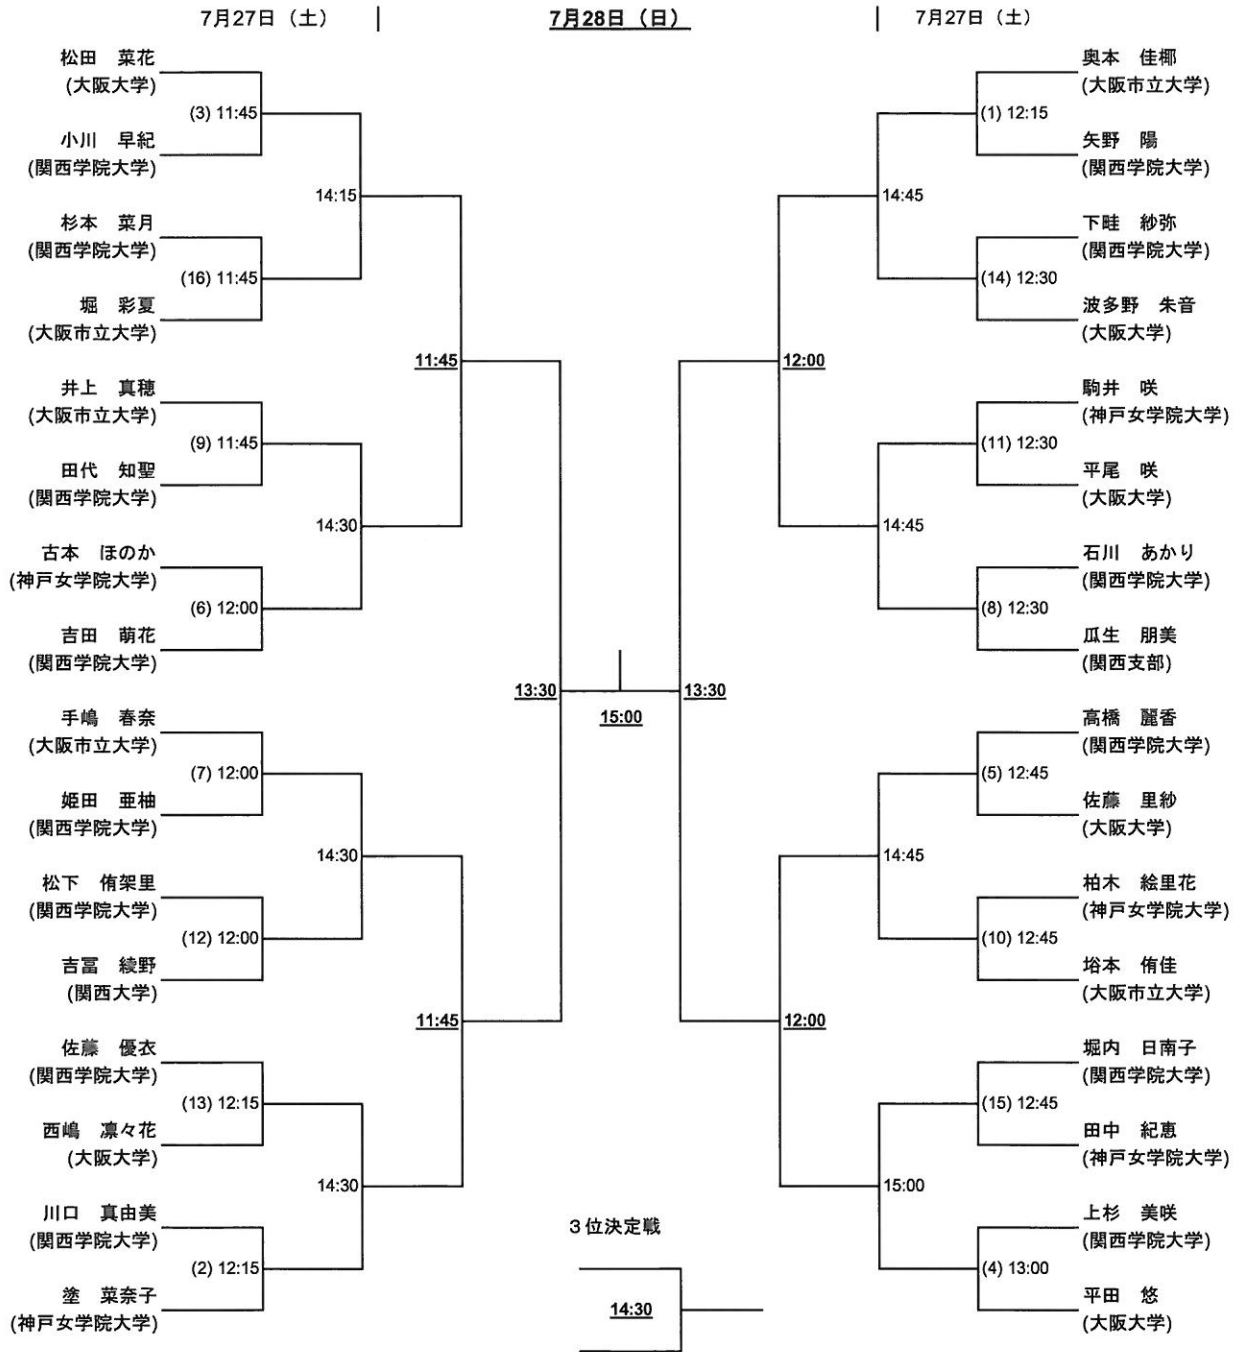 7月27日（土）
7月28日（日）
7月27日（土）
松田　菜花
(大阪大学)
(3) 11:45
小川　早紀
(関西学院大学)
14:15
杉本　菜月
(関西学院大学)
(16) 11:45
堀　彩夏
(大阪市立大学)
11:45
井上　真穂
(大阪市立大学)
(9) 11:45
田代　知聖
(関西学院大学)
14:30
古本　ほのか
(神戸女学院大学)
(6) 12:00
吉田　萌花
(関西学院大学)
13:30
手嶋　春奈
(大阪市立大学)
(7) 12:00
姫田　亜柚
(関西学院大学)
14:30
松下　侑架里
(関西学院大学)
(12) 12:00
吉冨　綾野
(関西大学)
11:45
佐藤　優衣
(関西学院大学)
(13) 12:15
西嶋　凛々花
(大阪大学)
14:30
川口　真由美
(関西学院大学)
(2) 12:15
塗　菜奈子
(神戸女学院大学)
15:00
３位決定戦
14:30
奥本　佳椰
(大阪市立大学)
(1) 12:15
矢野　陽
(関西学院大学)
14:45
下畦　紗弥
(関西学院大学)
(14) 12:30
波多野　朱音
(大阪大学)
12:00
駒井　咲
(神戸女学院大学)
(11) 12:30
平尾　咲
(大阪大学)
14:45
石川　あかり
(関西学院大学)
(8) 12:30
瓜生　朋美
(関西支部)
13:30
高橋　麗香
(関西学院大学)
(5) 12:45
佐藤　里紗
(大阪大学)
14:45
柏木　絵里花
(神戸女学院大学)
(10) 12:45
塔本　侑佳
(大阪市立大学)
12:00
堀内　日南子
(関西学院大学)
(15) 12:45
田中　紀恵
(神戸女学院大学)
15:00
上杉　美咲
(関西学院大学)
(4) 13:00
平田　悠
(大阪大学)